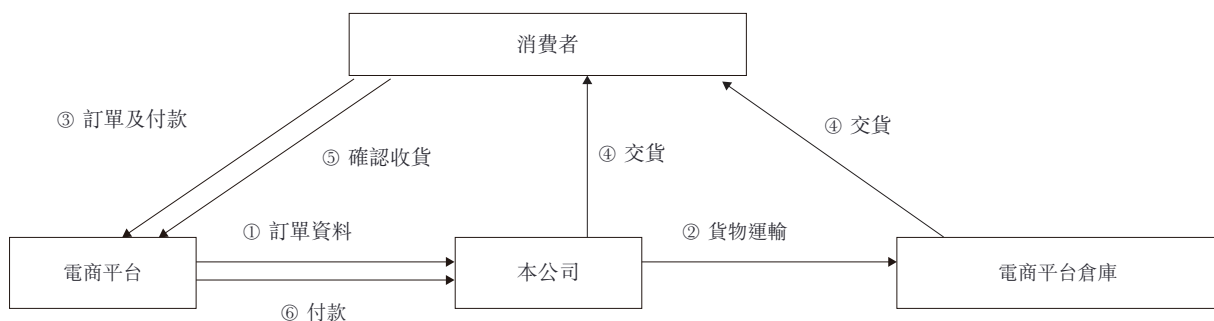 消費者
③ 訂單及付款
④ 交貨
⑤ 確認收貨
④ 交貨
① 訂單資料
② 貨物運輸
電商平台
本公司
電商平台倉庫
⑥ 付款